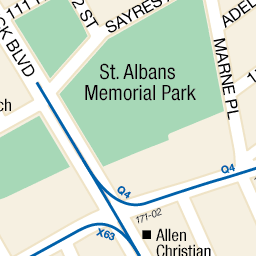 111
2 ST
SAYRES
ADEL
K BLVD
St. Albans
Memorial Park
MARNE PL
ch
Q4
Q4
171-02
X63
Allen
Christian